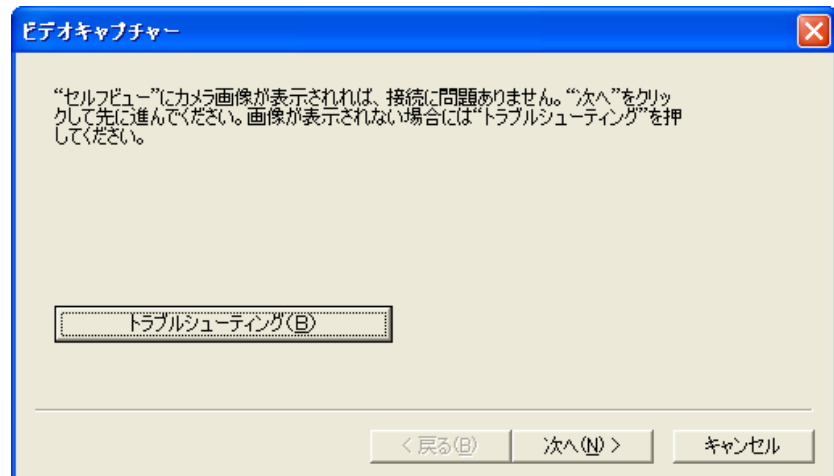 ビデオキャプチャー
“セルフビュー”にカメラ画像が表示されれば、接続に問題ありません。“次へ”をクリッ
クして先に進んでください。画像が表示されない場合には“トラブルシューティング”を押
してください。
トラブルシューティング(B)
< 戻る(B) 次へ(N) > キャンセル